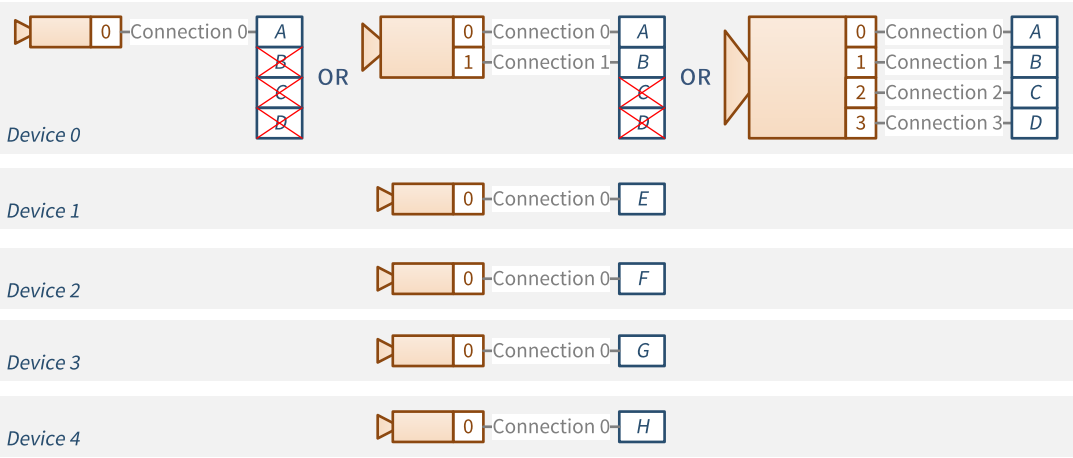 0 Connection 0 A 0 Connection 0 A 0 Connection 0 A
B 1 Connection 1 B 1 Connection 1 B
OR OR
C C 2 Connection 2 C
D D 3 Connection 3 D
Device 0
0 Connection 0 E
Device 1
0 Connection 0 F
Device 2
0 Connection 0 G
Device 3
0 Connection 0 H
Device 4